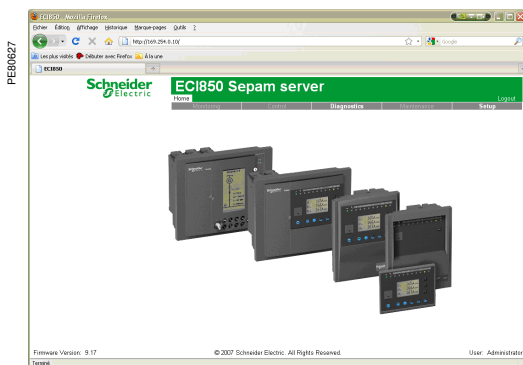 PE80627
ECI850 - Mozilla Firefox
Fichier Édition Affichage Historique Marque-pages Outils ?
http://169.254.0.10/
Google
Les plus visités Débuter avec Firefox À la une
ECI850
Schneider Electric
ECI850 Sepam server
Home
Logout
Monitoring Control Diagnostics Maintenance Setup
Firmware Version: 9.17
© 2007 Schneider Electric. All Rights Reserved.
User: Administrator
Terminé